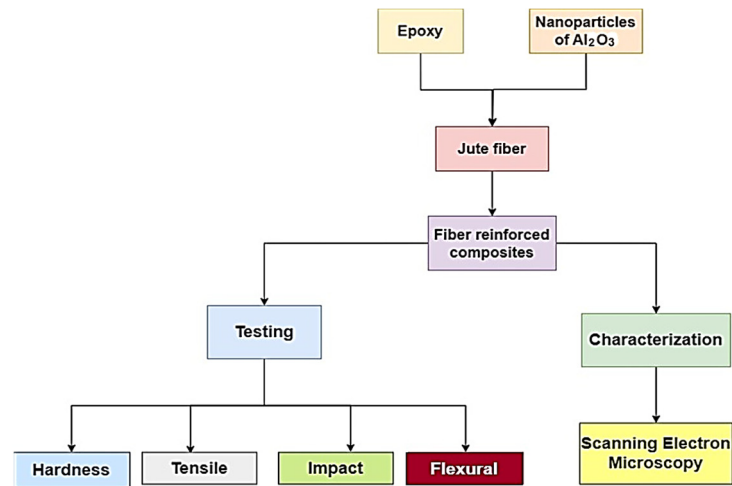 Epoxy
Nanoparticles
of Al₂O₃
Jute fiber
Fiber reinforced
composites
Testing
Characterization
Hardness
Tensile
Impact
Flexural
Scanning Electron
Microscopy